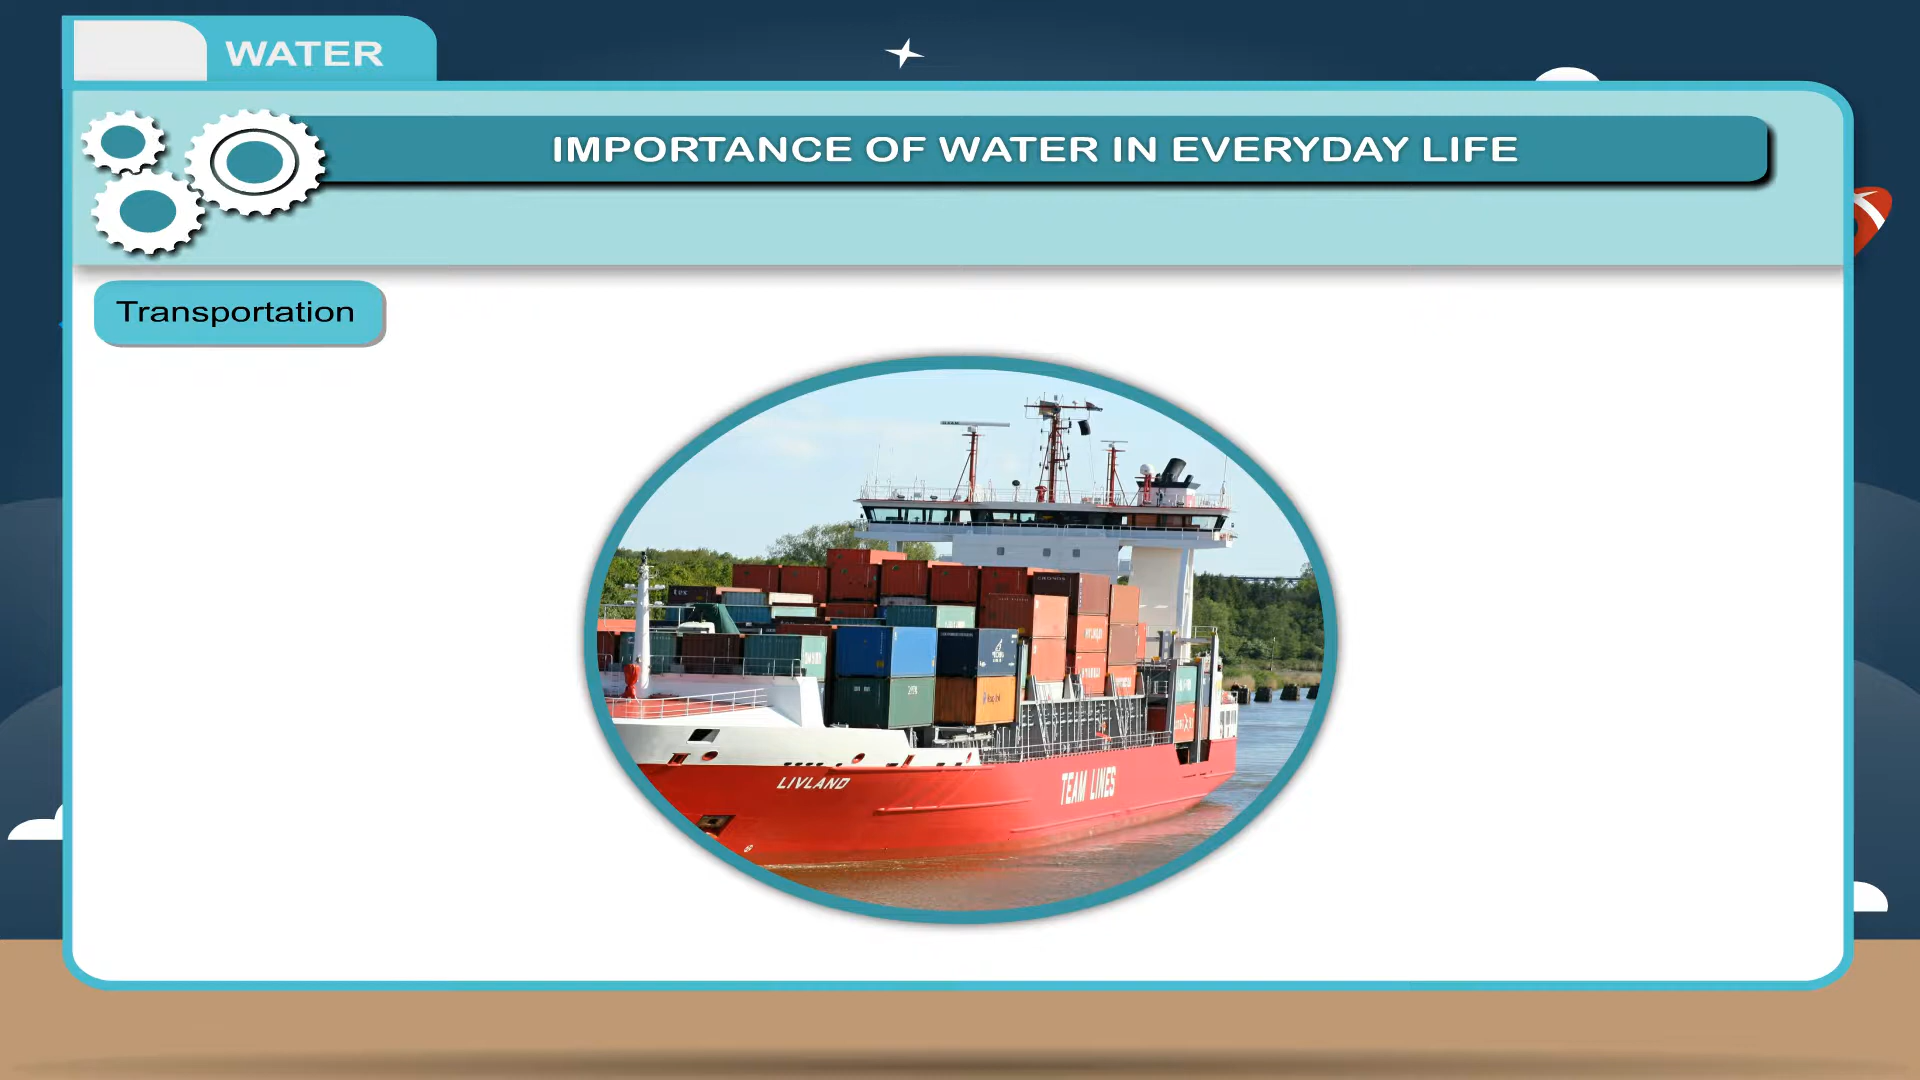 WATER
IMPORTANCE OF WATER IN EVERYDAY LIFE
Transportation
LIVLAND
TEAM LINES